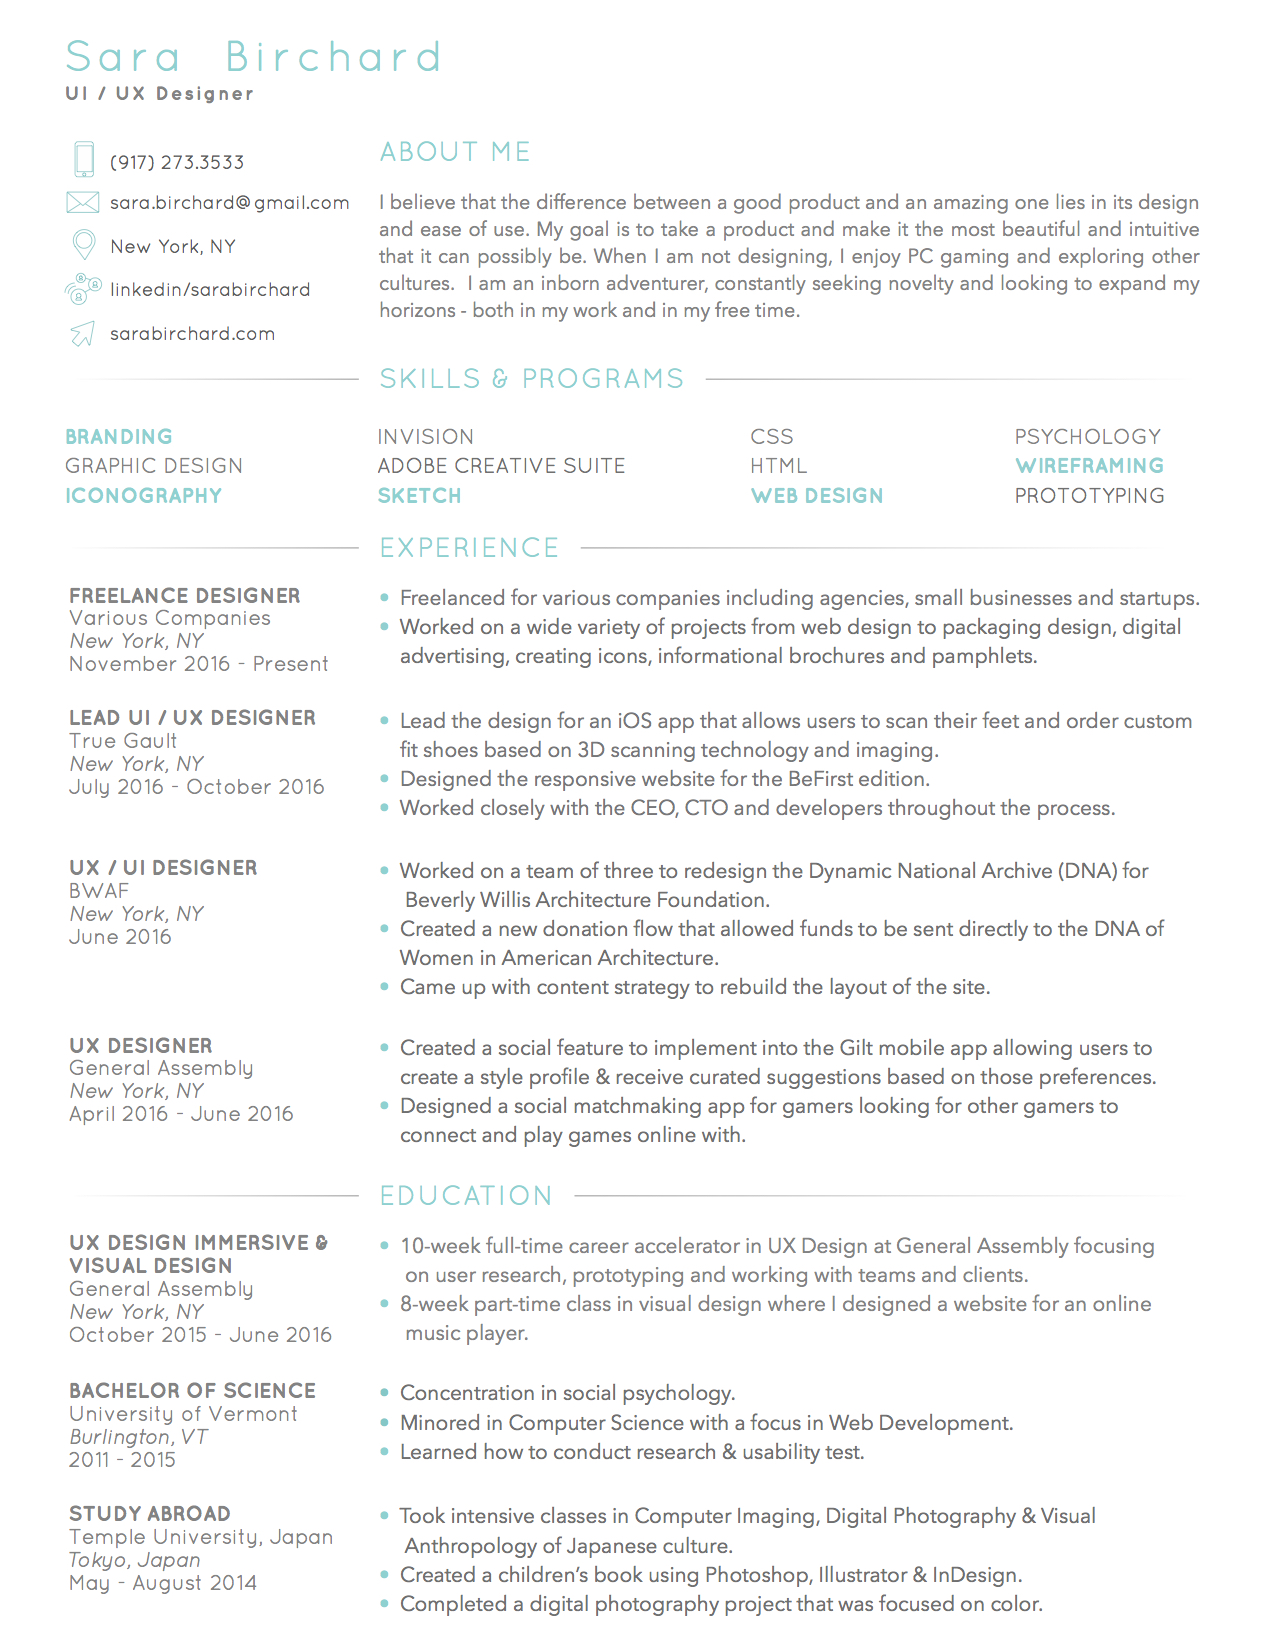 Sara Birchard
UI / UX Designer
(917) 273.3533
sara.birchard@gmail.com
New York, NY
linkedin/sarabirchard
sarabirchard.com
ABOUT ME
I believe that the difference between a good product and an amazing one lies in its design
and ease of use. My goal is to take a product and make it the most beautiful and intuitive
that it can possibly be. When I am not designing, I enjoy PC gaming and exploring other
cultures. I am an inborn adventurer, constantly seeking novelty and looking to expand my
horizons - both in my work and in my free time.
SKILLS & PROGRAMS
BRANDING
GRAPHIC DESIGN
ICONOGRAPHY
INVISION
ADOBE CREATIVE SUITE
SKETCH
CSS
HTML
WEB DESIGN
PSYCHOLOGY
WIREFRAMING
PROTOTYPING
EXPERIENCE
FREELANCE DESIGNER
Various Companies
New York, NY
November 2016 - Present
• Freelanced for various companies including agencies, small businesses and startups.
• Worked on a wide variety of projects from web design to packaging design, digital
advertising, creating icons, informational brochures and pamphlets.
LEAD UI / UX DESIGNER
True Gault
New York, NY
July 2016 - October 2016
• Lead the design for an iOS app that allows users to scan their feet and order custom
fit shoes based on 3D scanning technology and imaging.
• Designed the responsive website for the BeFirst edition.
• Worked closely with the CEO, CTO and developers throughout the process.
UX / UI DESIGNER
BWAF
New York, NY
June 2016
• Worked on a team of three to redesign the Dynamic National Archive (DNA) for
Beverly Willis Architecture Foundation.
• Created a new donation flow that allowed funds to be sent directly to the DNA of
Women in American Architecture.
• Came up with content strategy to rebuild the layout of the site.
UX DESIGNER
General Assembly
New York, NY
April 2016 - June 2016
• Created a social feature to implement into the Gilt mobile app allowing users to
create a style profile & receive curated suggestions based on those preferences.
• Designed a social matchmaking app for gamers looking for other gamers to
connect and play games online with.
EDUCATION
UX DESIGN IMMERSIVE &
VISUAL DESIGN
General Assembly
New York, NY
October 2015 - June 2016
• 10-week full-time career accelerator in UX Design at General Assembly focusing
on user research, prototyping and working with teams and clients.
• 8-week part-time class in visual design where I designed a website for an online
music player.
BACHELOR OF SCIENCE
University of Vermont
Burlington, VT
2011 - 2015
• Concentration in social psychology.
• Minored in Computer Science with a focus in Web Development.
• Learned how to conduct research & usability test.
STUDY ABROAD
Temple University, Japan
Tokyo, Japan
May - August 2014
• Took intensive classes in Computer Imaging, Digital Photography & Visual
Anthropology of Japanese culture.
• Created a children’s book using Photoshop, Illustrator & InDesign.
• Completed a digital photography project that was focused on color.